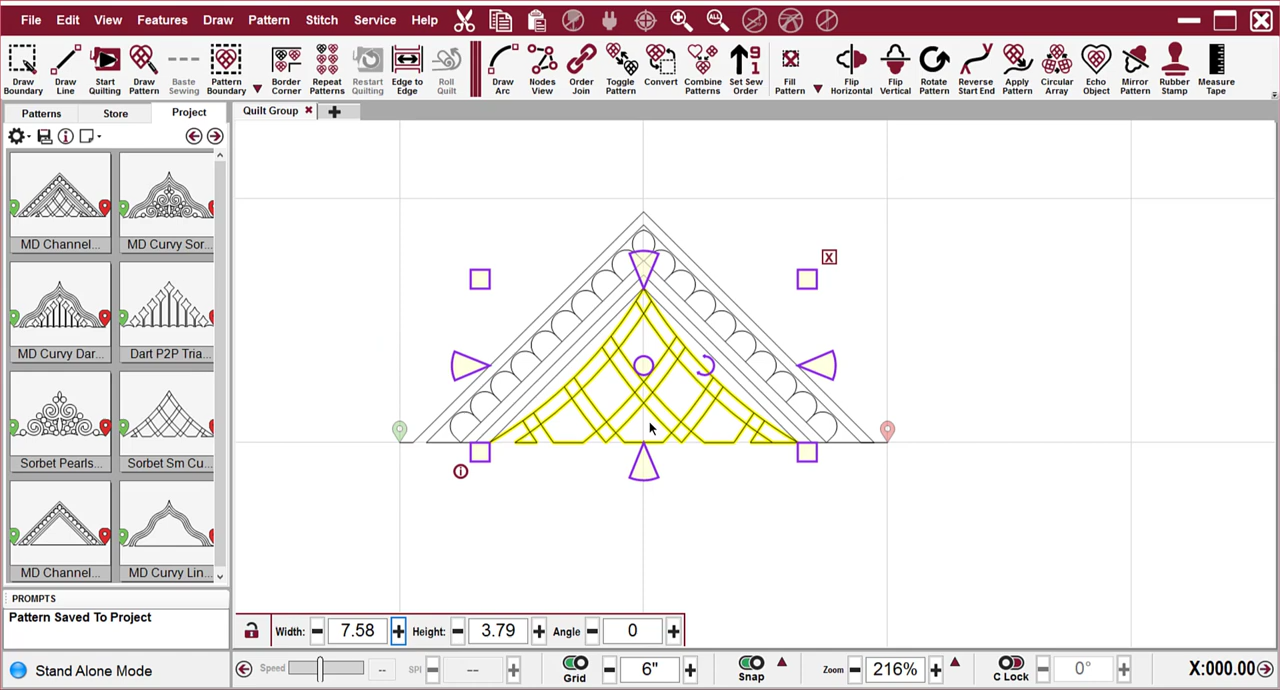 File Edit View Features Draw Pattern Stitch Service Help
Draw Boundary
Draw Line
Start Quilting
Draw Pattern
Baste Sewing
Pattern Boundary
Border Corner
Repeat Patterns
Restart Quilting
Edge to Edge
Roll Quilt
Draw Arc
Nodes View
Order Join
Toggle Pattern
Convert
Combine Patterns
Set Sew Order
Fill Pattern
Flip Horizontal
Flip Vertical
Rotate Pattern
Reverse Start End
Apply Pattern
Circular Array
Echo Object
Mirror Pattern
Rubber Stamp
Measure Tape
Patterns Store Project
Quilt Group
MD Channel... MD Curvy Sor...
MD Curvy Dar... Dart P2P Tria...
Sorbet Pearls... Sorbet Sm Cu...
MD Channel... MD Curvy Lin...
X
i
PROMPTS
Pattern Saved To Project
Width: 7.58 Height: 3.79 Angle 0
Stand Alone Mode
Speed -- SPI --
Grid 6"
Snap
Zoom 216%
C Lock 0°
X:000.00